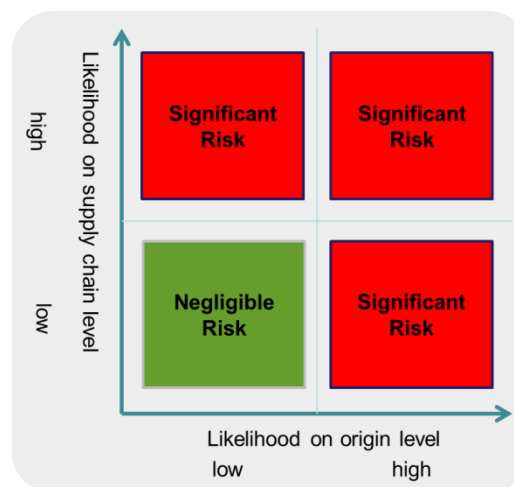 Likelihood on supply chain level
high
low
Significant
Risk
Significant
Risk
Negligible
Risk
Significant
Risk
Likelihood on origin level
low
high